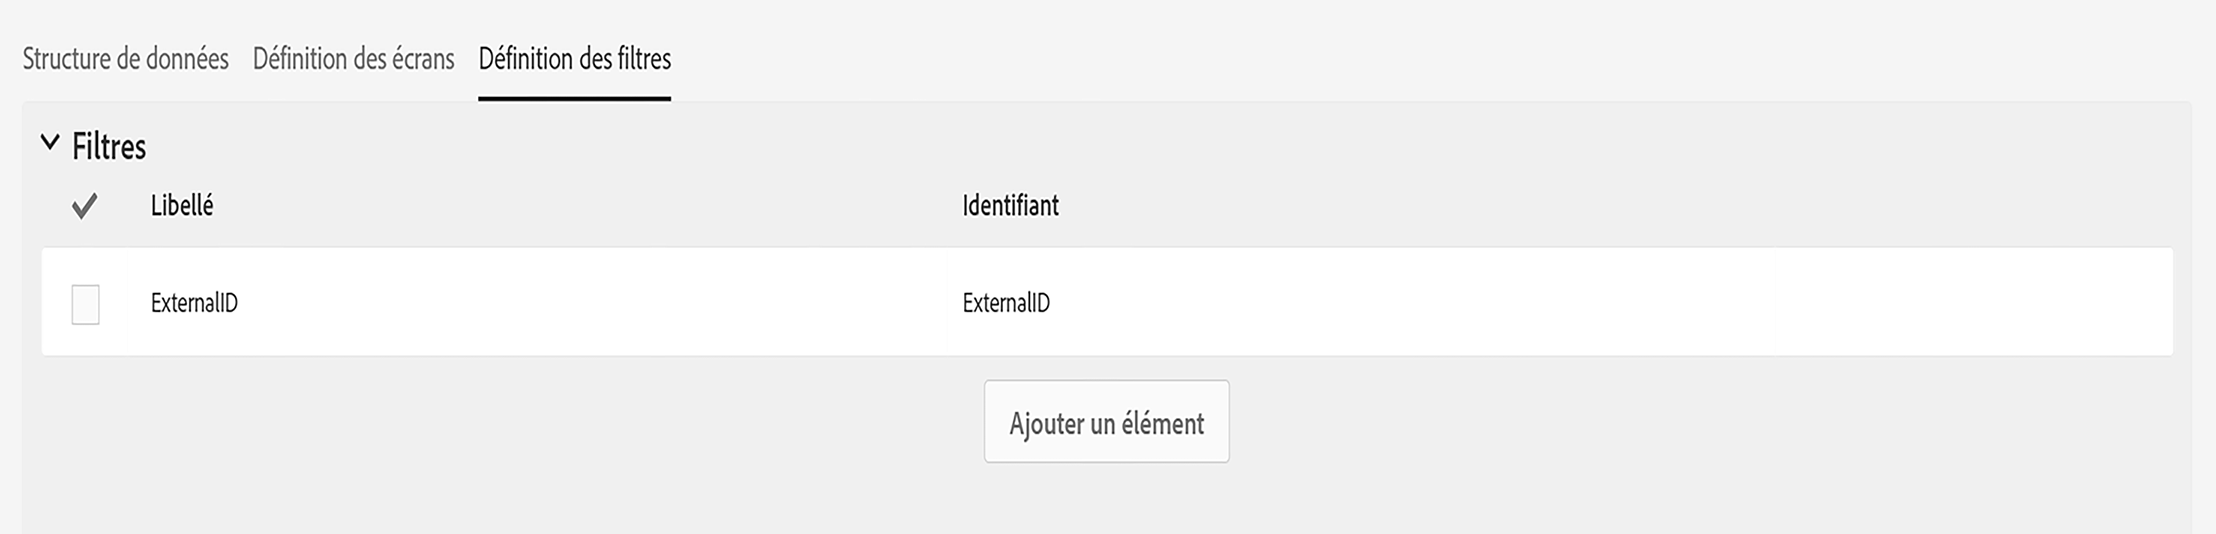 Structure de données Définition des écrans Définition des filtres
Filtres
Libellé Identifiant
ExternalID ExternalID
Ajouter un élément